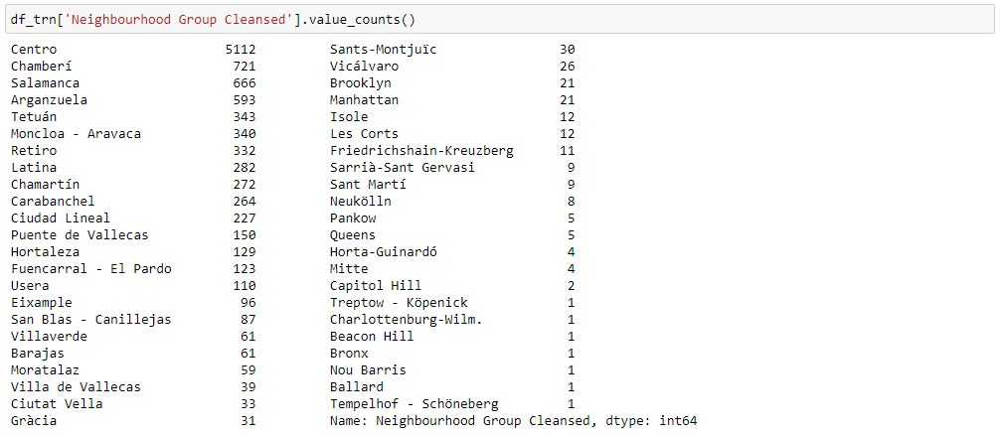 df_trn['Neighbourhood Group Cleansed'].value_counts()
Centro 5112
Chamberí 721
Salamanca 666
Arganzuela 593
Tetuán 343
Moncloa - Aravaca 340
Retiro 332
Latina 282
Chamartín 272
Carabanchel 264
Ciudad Lineal 227
Puente de Vallecas 150
Hortaleza 129
Fuencarral - El Pardo 123
Usera 110
Eixample 96
San Blas - Canillejas 87
Villaverde 61
Barajas 61
Moratalaz 59
Villa de Vallecas 39
Ciutat Vella 33
Gràcia 31
Sants-Montjuïc 30
Vicálvaro 26
Brooklyn 21
Manhattan 21
Isole 12
Les Corts 12
Friedrichshain-Kreuzberg 11
Sarrià-Sant Gervasi 9
Sant Martí 9
Neukölln 8
Pankow 5
Queens 5
Horta-Guinardó 4
Mitte 4
Capitol Hill 2
Treptow - Köpenick 1
Charlottenburg-Wilm. 1
Beacon Hill 1
Bronx 1
Nou Barris 1
Ballard 1
Tempelhof - Schöneberg 1
Name: Neighbourhood Group Cleansed, dtype: int64